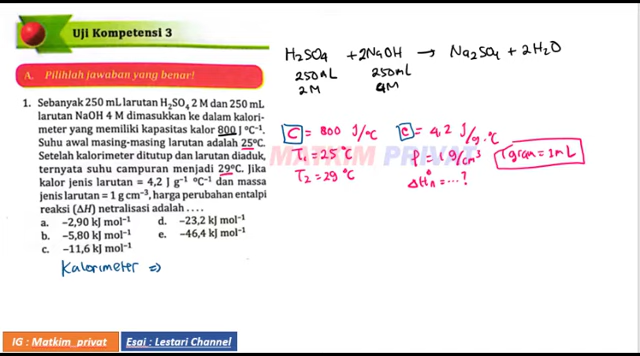 Uji Kompetensi 3
A. Pilihlah jawaban yang benar!
1. Sebanyak 250 mL larutan H₂SO₄ 2 M dan 250 mL
larutan NaOH 4 M dimasukkan ke dalam kalori-
meter yang memiliki kapasitas kalor 800 J °C⁻¹.
Suhu awal masing-masing larutan adalah 25°C.
Setelah kalorimeter ditutup dan larutan diaduk,
ternyata suhu campuran menjadi 29°C. Jika
kalor jenis larutan = 4,2 J g⁻¹ °C⁻¹ dan massa
jenis larutan = 1 g cm⁻³, harga perubahan entalpi
reaksi (ΔH) netralisasi adalah . . . .
a. −2,90 kJ mol⁻¹
b. −5,80 kJ mol⁻¹
c. −11,6 kJ mol⁻¹
d. −23,2 kJ mol⁻¹
e. −46,4 kJ mol⁻¹
Kalorimeter ⇒
H₂SO₄ + 2NaOH → Na₂SO₄ + 2H₂O
250mL 250mL
2M 4M
C = 800 J/°C
T₁ = 25°C
T₂ = 29°C
c = 4,2 J/g.°C
ρ = 1 g/cm³
1 gram = 1 mL
ΔH°n = ...?
MATKIM PRIVAT
IG : Matkim_privat
Esai : Lestari Channel